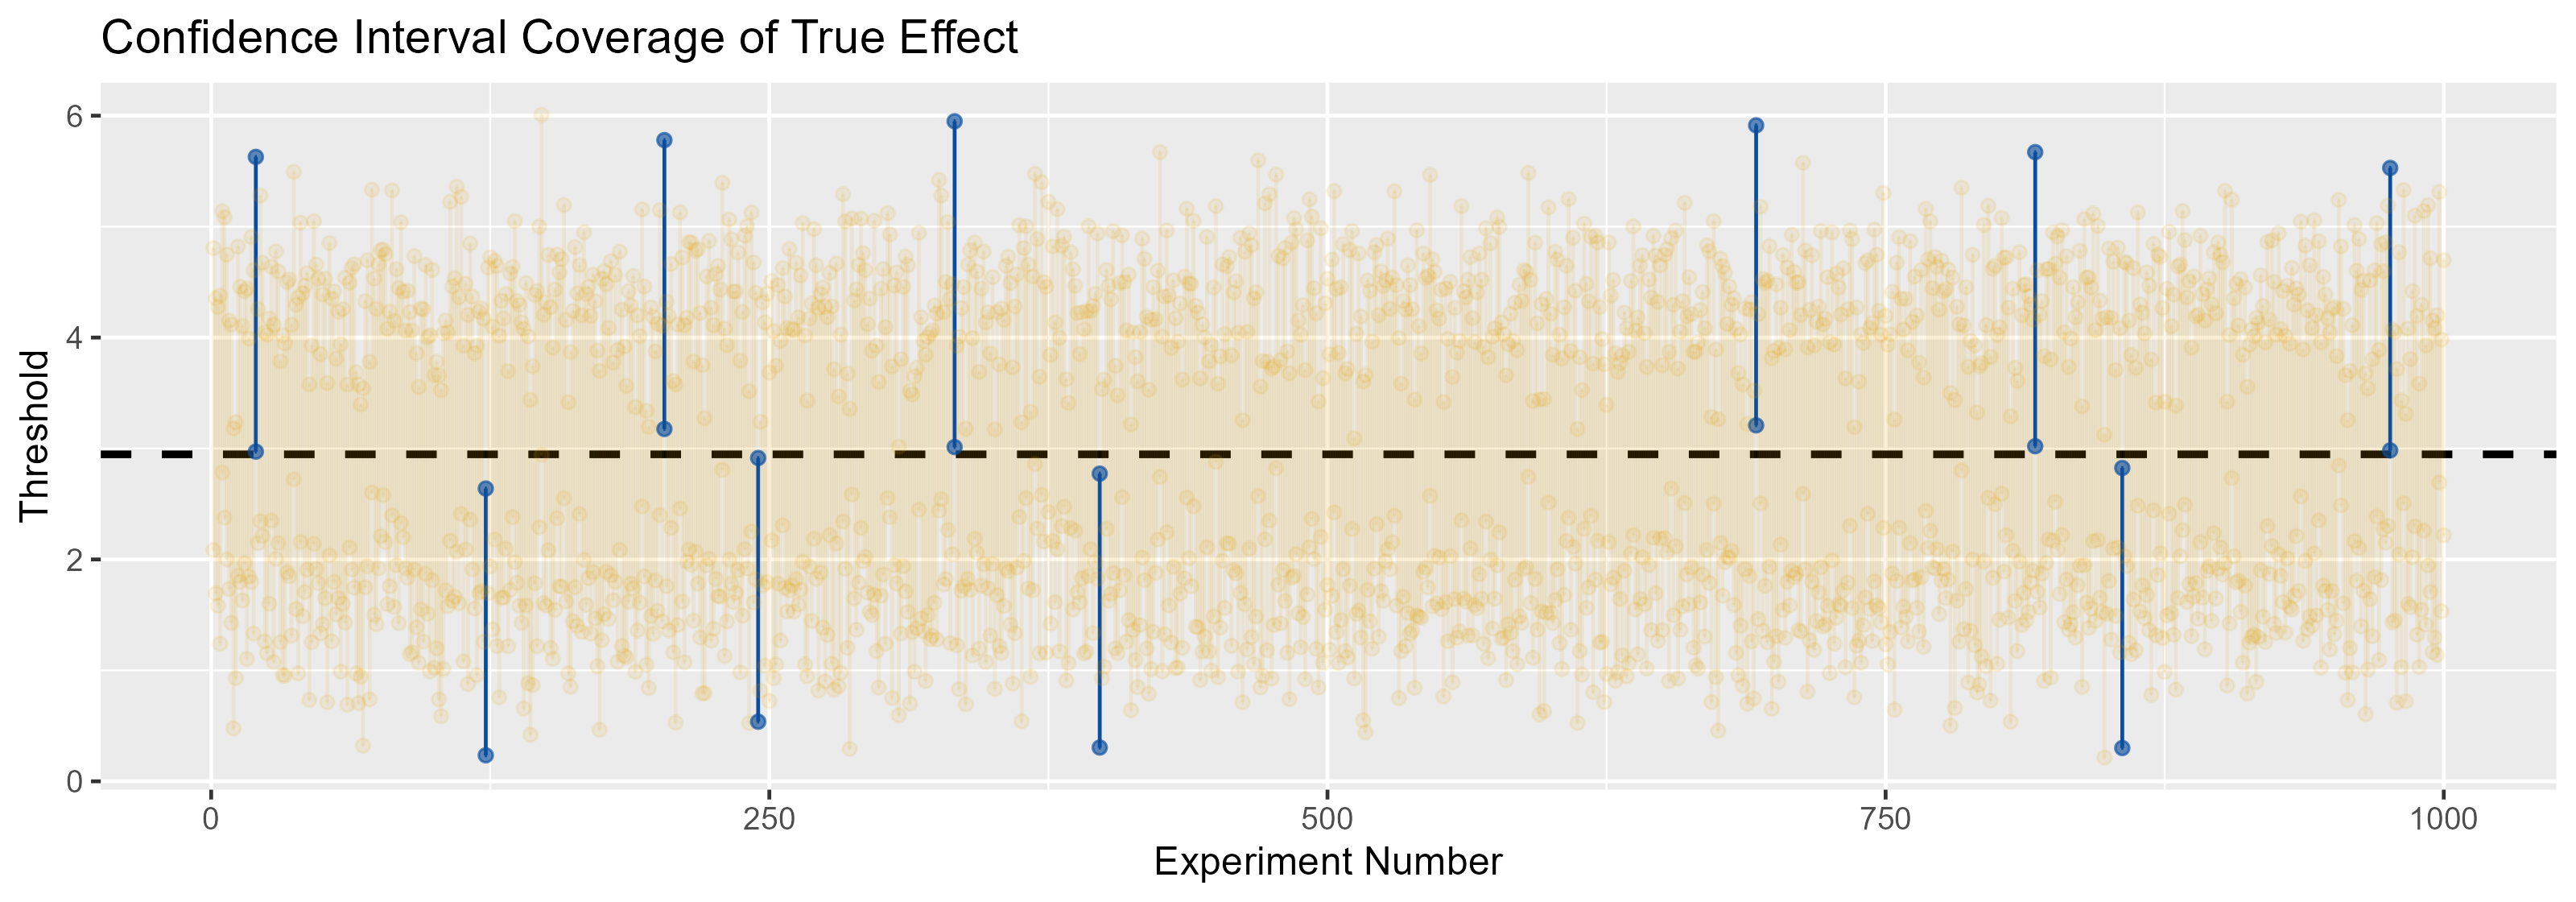 Confidence Interval Coverage of True Effect
Threshold
6
4
2
0
0 250 500 750 1000
Experiment Number